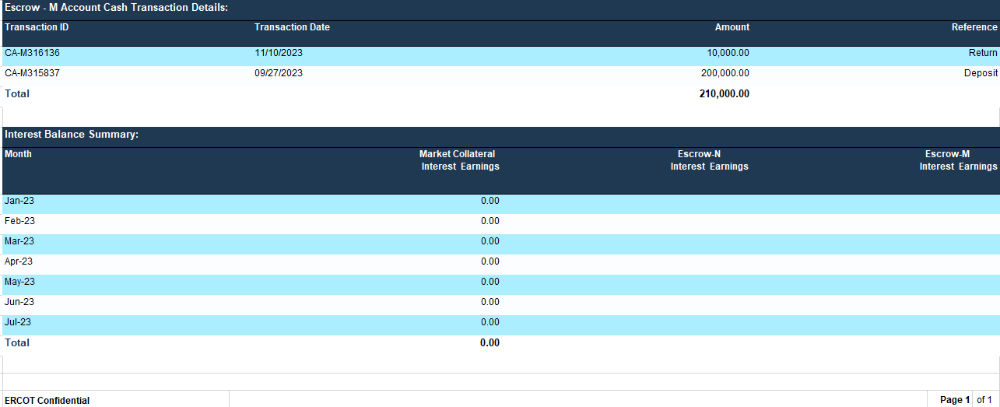 Escrow - M Account Cash Transaction Details:
Transaction ID Transaction Date Amount Reference
CA-M316136 11/10/2023 10,000.00 Return
CA-M315837 09/27/2023 200,000.00 Deposit
Total 210,000.00
Interest Balance Summary:
Month Market Collateral Escrow-N Escrow-M
Interest Earnings Interest Earnings Interest Earnings
Jan-23 0.00
Feb-23 0.00
Mar-23 0.00
Apr-23 0.00
May-23 0.00
Jun-23 0.00
Jul-23 0.00
Total 0.00
ERCOT Confidential Page 1 of 1